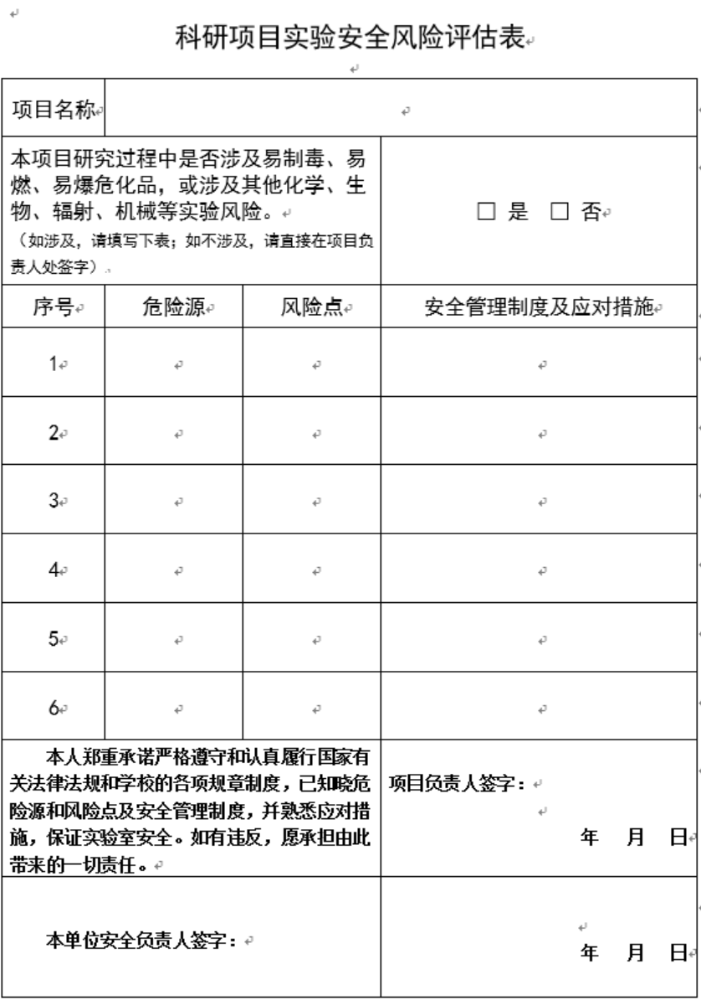 科研项目实验安全风险评估表
项目名称
本项目研究过程中是否涉及易制毒、易
燃、易爆危化品，或涉及其他化学、生
物、辐射、机械等实验风险。
（如涉及，请填写下表；如不涉及，请直接在项目负
责人处签字）
□ 是 □ 否
序号 危险源 风险点 安全管理制度及应对措施
1
2
3
4
5
6
本人郑重承诺严格遵守和认真履行国家有
关法律法规和学校的各项规章制度，已知晓危
险源和风险点及安全管理制度，并熟悉应对措
施，保证实验室安全。如有违反，愿承担由此
带来的一切责任。
项目负责人签字：
年 月 日
本单位安全负责人签字：
年 月 日